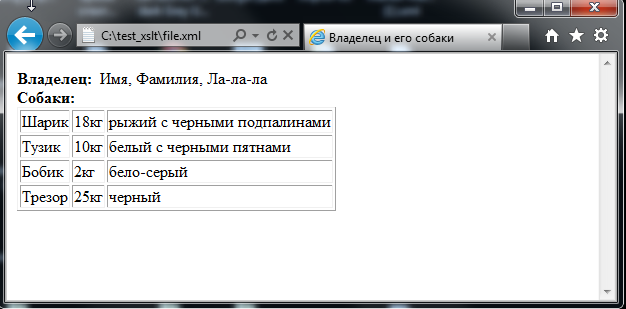 C:\test_xslt\file.xml
Владелец и его собаки
Владелец: Имя, Фамилия, Ла-ла-ла
Собаки:
Шарик 18кг рыжий с черными подпалинами
Тузик 10кг белый с черными пятнами
Бобик 2кг бело-серый
Трезор 25кг черный